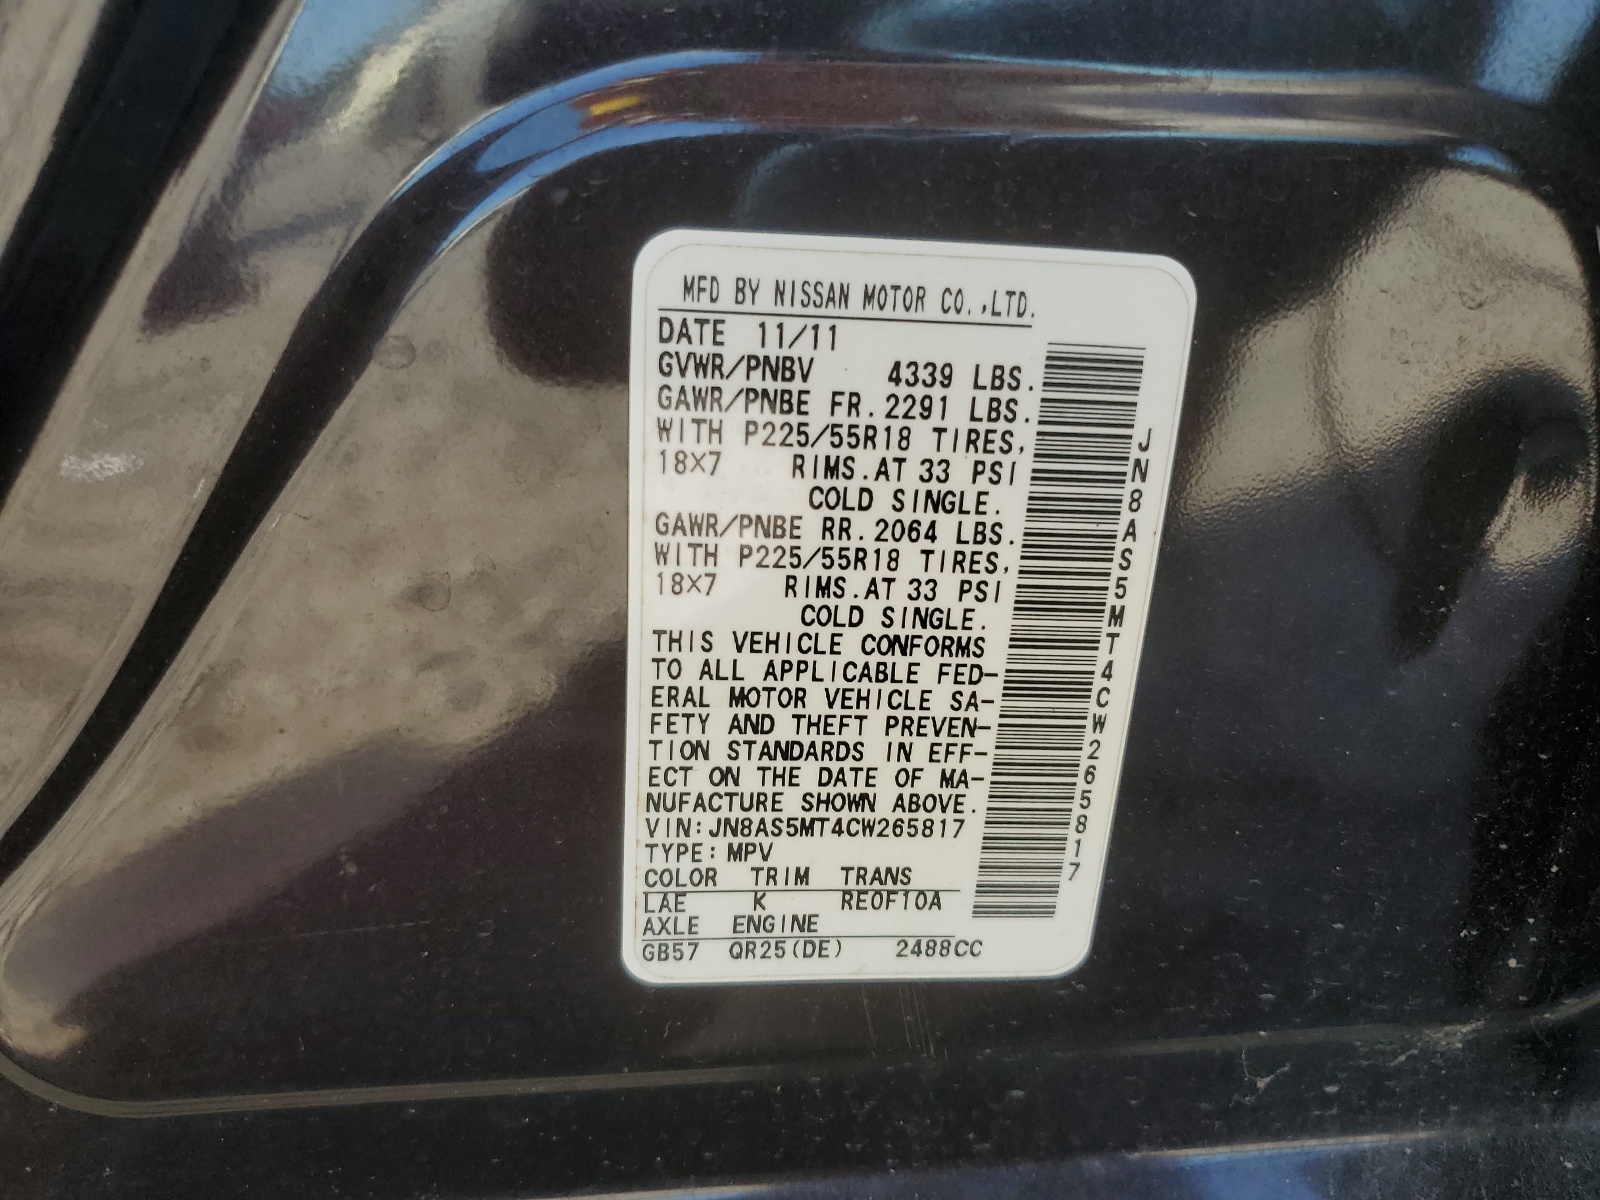 MFD BY NISSAN MOTOR CO.,LTD.
DATE 11/11
GVWR/PNBV 4339 LBS.
GAWR/PNBE FR.2291 LBS.
WITH P225/55R18 TIRES,
18×7 RIMS.AT 33 PSI
COLD SINGLE.
GAWR/PNBE RR.2064 LBS.
WITH P225/55R18 TIRES,
18×7 RIMS.AT 33 PSI
COLD SINGLE.
THIS VEHICLE CONFORMS
TO ALL APPLICABLE FED-
ERAL MOTOR VEHICLE SA-
FETY AND THEFT PREVEN-
TION STANDARDS IN EFF-
ECT ON THE DATE OF MA-
NUFACTURE SHOWN ABOVE.
VIN:JN8AS5MT4CW265817
TYPE:MPV
COLOR TRIM TRANS
LAE K RE0F10A
AXLE ENGINE
GB57 QR25(DE) 2488CC
JN8AS5MT4CW265817